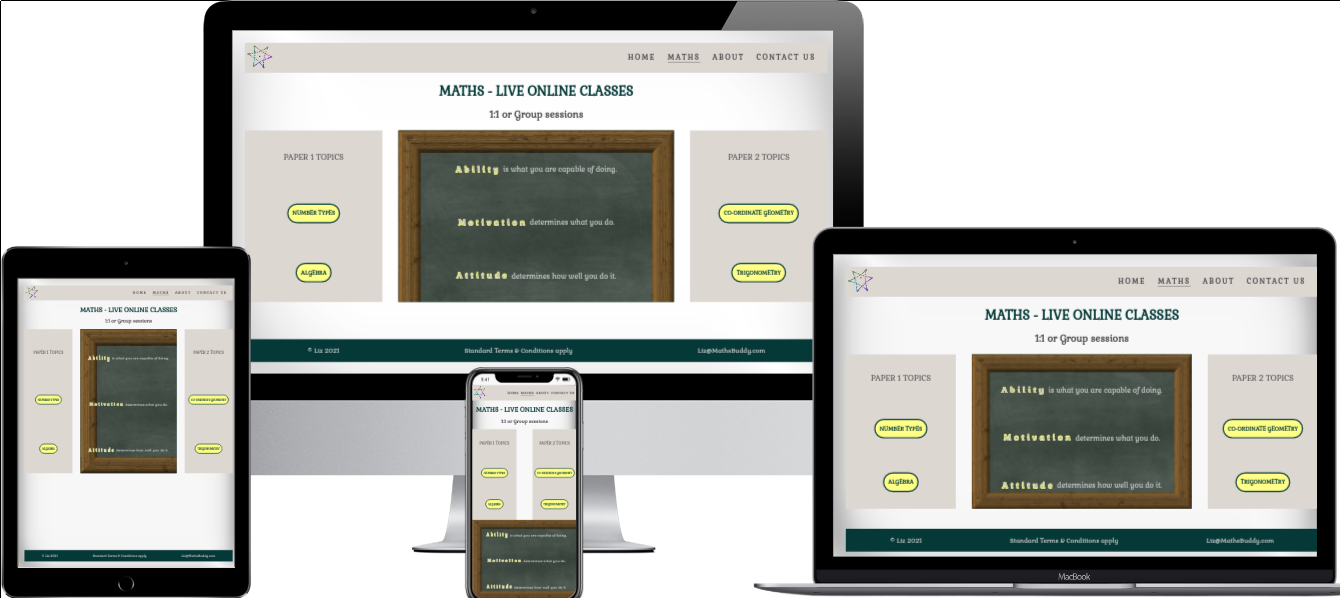 HOME MATHS ABOUT CONTACT US
MATHS - LIVE ONLINE CLASSES
1:1 or Group sessions
PAPER 1 TOPICS
NUMBER TYPES
ALGEBRA
Ability is what you are capable of doing.
Motivation determines what you do.
Attitude determines how well you do it.
PAPER 2 TOPICS
CO-ORDINATE GEOMETRY
TRIGONOMETRY
© Liz 2021
Standard Terms & Conditions apply
Liz@MathsBuddy.com
HOME MATHS ABOUT CONTACT US
MATHS - LIVE ONLINE CLASSES
1:1 or Group sessions
PAPER 1 TOPICS
NUMBER TYPES
ALGEBRA
Ability is what you are capable of doing.
Motivation determines what you do.
Attitude determines how well you do it.
PAPER 2 TOPICS
CO-ORDINATE GEOMETRY
TRIGONOMETRY
© Liz 2021
Standard Terms & Conditions apply
Liz@MathsBuddy.com
9:41
HOME MATHS ABOUT CONTACT US
MATHS - LIVE ONLINE CLASSES
1:1 or Group sessions
PAPER 1 TOPICS
NUMBER TYPES
ALGEBRA
PAPER 2 TOPICS
CO-ORDINATE GEOMETRY
TRIGONOMETRY
Ability is what you are capable of doing.
Motivation determines what you do.
Attitude determines how well you do it.
HOME MATHS ABOUT CONTACT US
MATHS - LIVE ONLINE CLASSES
1:1 or Group sessions
PAPER 1 TOPICS
NUMBER TYPES
ALGEBRA
Ability is what you are capable of doing.
Motivation determines what you do.
Attitude determines how well you do it.
PAPER 2 TOPICS
CO-ORDINATE GEOMETRY
TRIGONOMETRY
© Liz 2021
Standard Terms & Conditions apply
Liz@MathsBuddy.com
MacBook